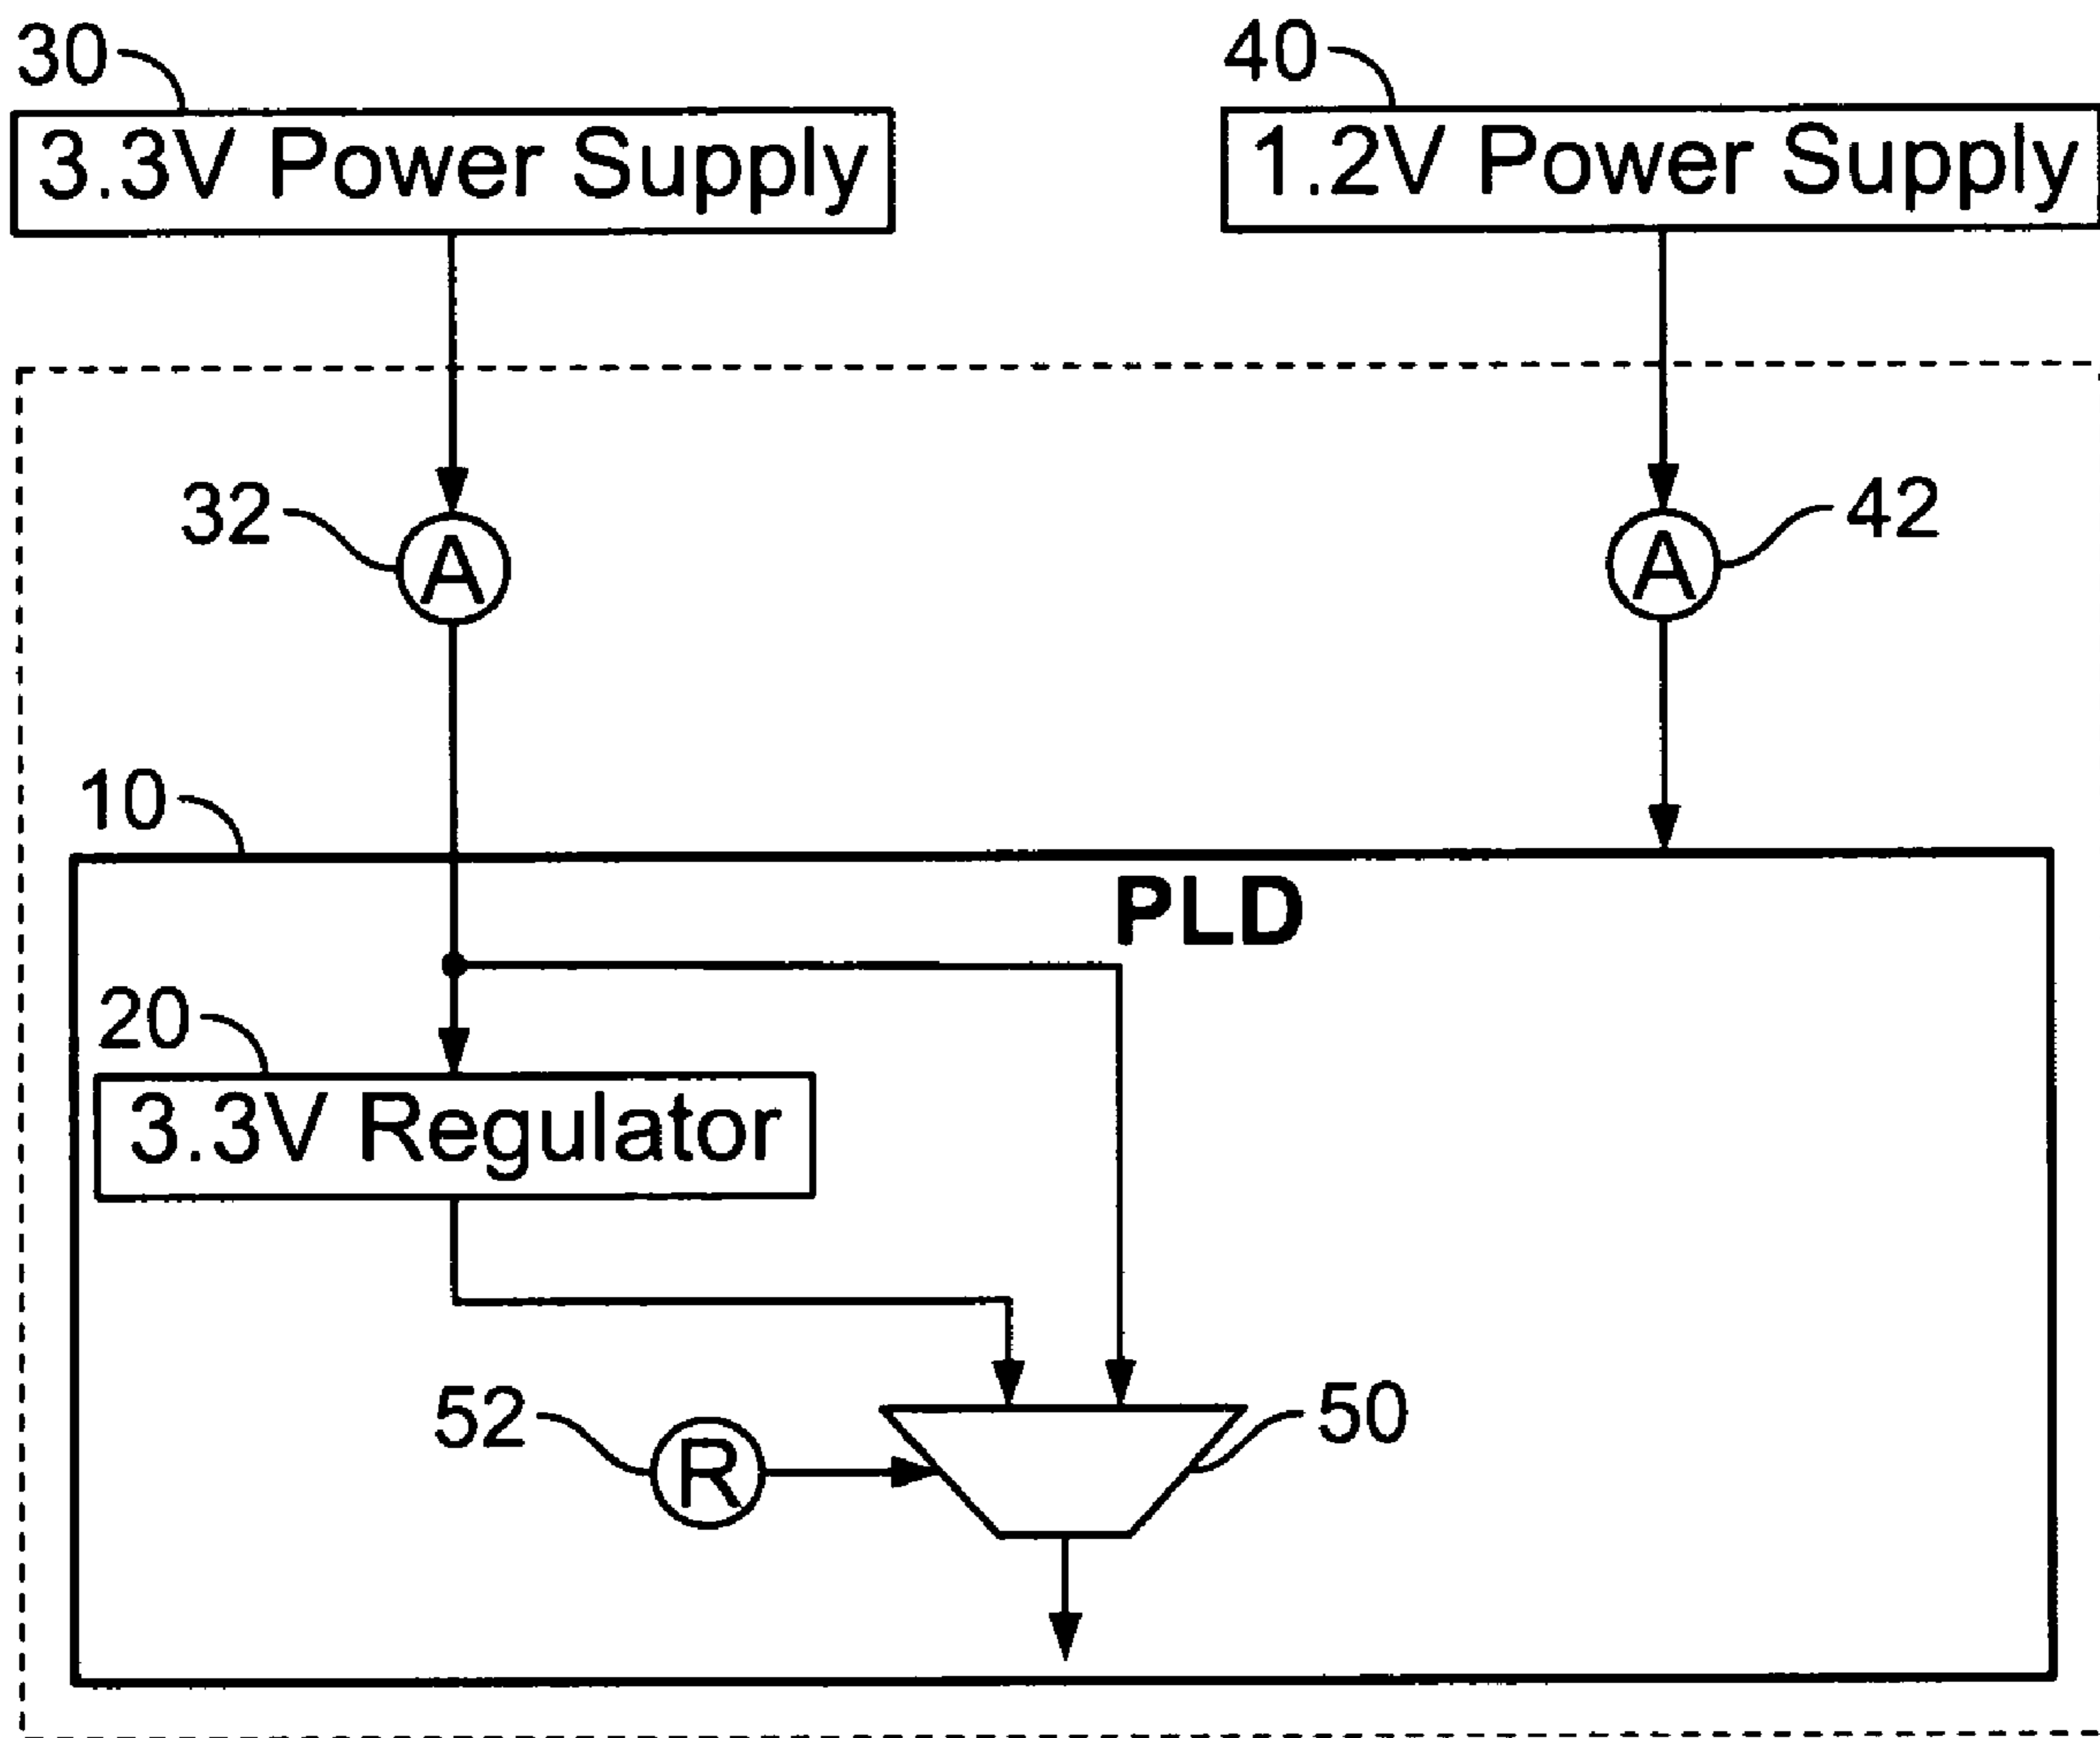 30
40
3.3V Power Supply
1.2V Power Supply
32
A
A
42
10
PLD
20
3.3V Regulator
52
R
50